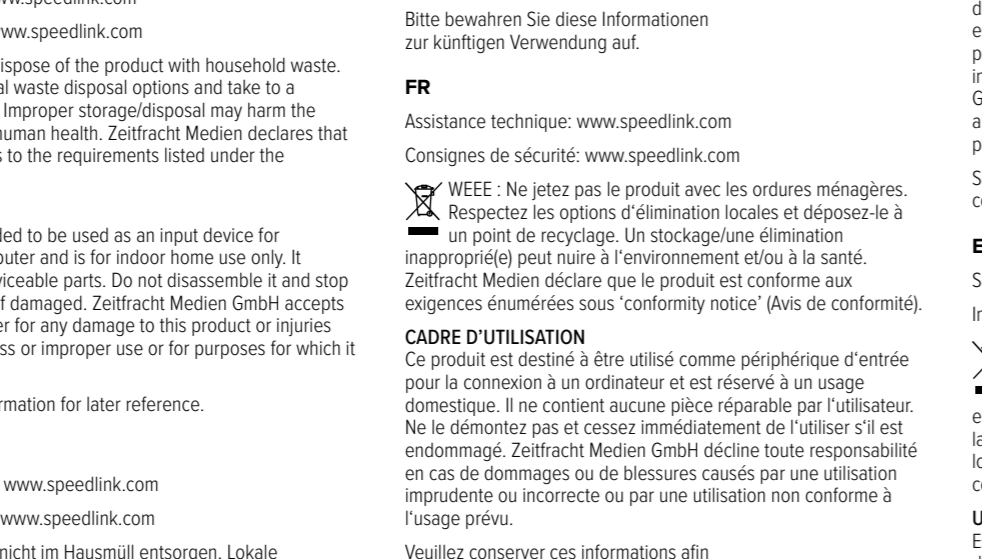 ww.speedlink.com
ww.speedlink.com
ispose of the product with household waste.
al waste disposal options and take to a
Improper storage/disposal may harm the
human health. Zeitfracht Medien declares that
s to the requirements listed under the
ded to be used as an input device for
puter and is for indoor home use only. It
viceable parts. Do not disassemble it and stop
f damaged. Zeitfracht Medien GmbH accepts
er for any damage to this product or injuries
ss or improper use or for purposes for which it
rmation for later reference.
www.speedlink.com
www.speedlink.com
nicht im Hausmüll entsorgen. Lokale
Bitte bewahren Sie diese Informationen
zur künftigen Verwendung auf.
FR
Assistance technique: www.speedlink.com
Consignes de sécurité: www.speedlink.com
WEEE : Ne jetez pas le produit avec les ordures ménagères.
Respectez les options d‘élimination locales et déposez-le à
un point de recyclage. Un stockage/une élimination
inapproprié(e) peut nuire à l‘environnement et/ou à la santé.
Zeitfracht Medien déclare que le produit est conforme aux
exigences énumérées sous ‘conformity notice’ (Avis de conformité).
CADRE D’UTILISATION
Ce produit est destiné à être utilisé comme périphérique d‘entrée
pour la connexion à un ordinateur et est réservé à un usage
domestique. Il ne contient aucune pièce réparable par l‘utilisateur.
Ne le démontez pas et cessez immédiatement de l‘utiliser s‘il est
endommagé. Zeitfracht Medien GmbH décline toute responsabilité
en cas de dommages ou de blessures causés par une utilisation
imprudente ou incorrecte ou par une utilisation non conforme à
l‘usage prévu.
Veuillez conserver ces informations afin